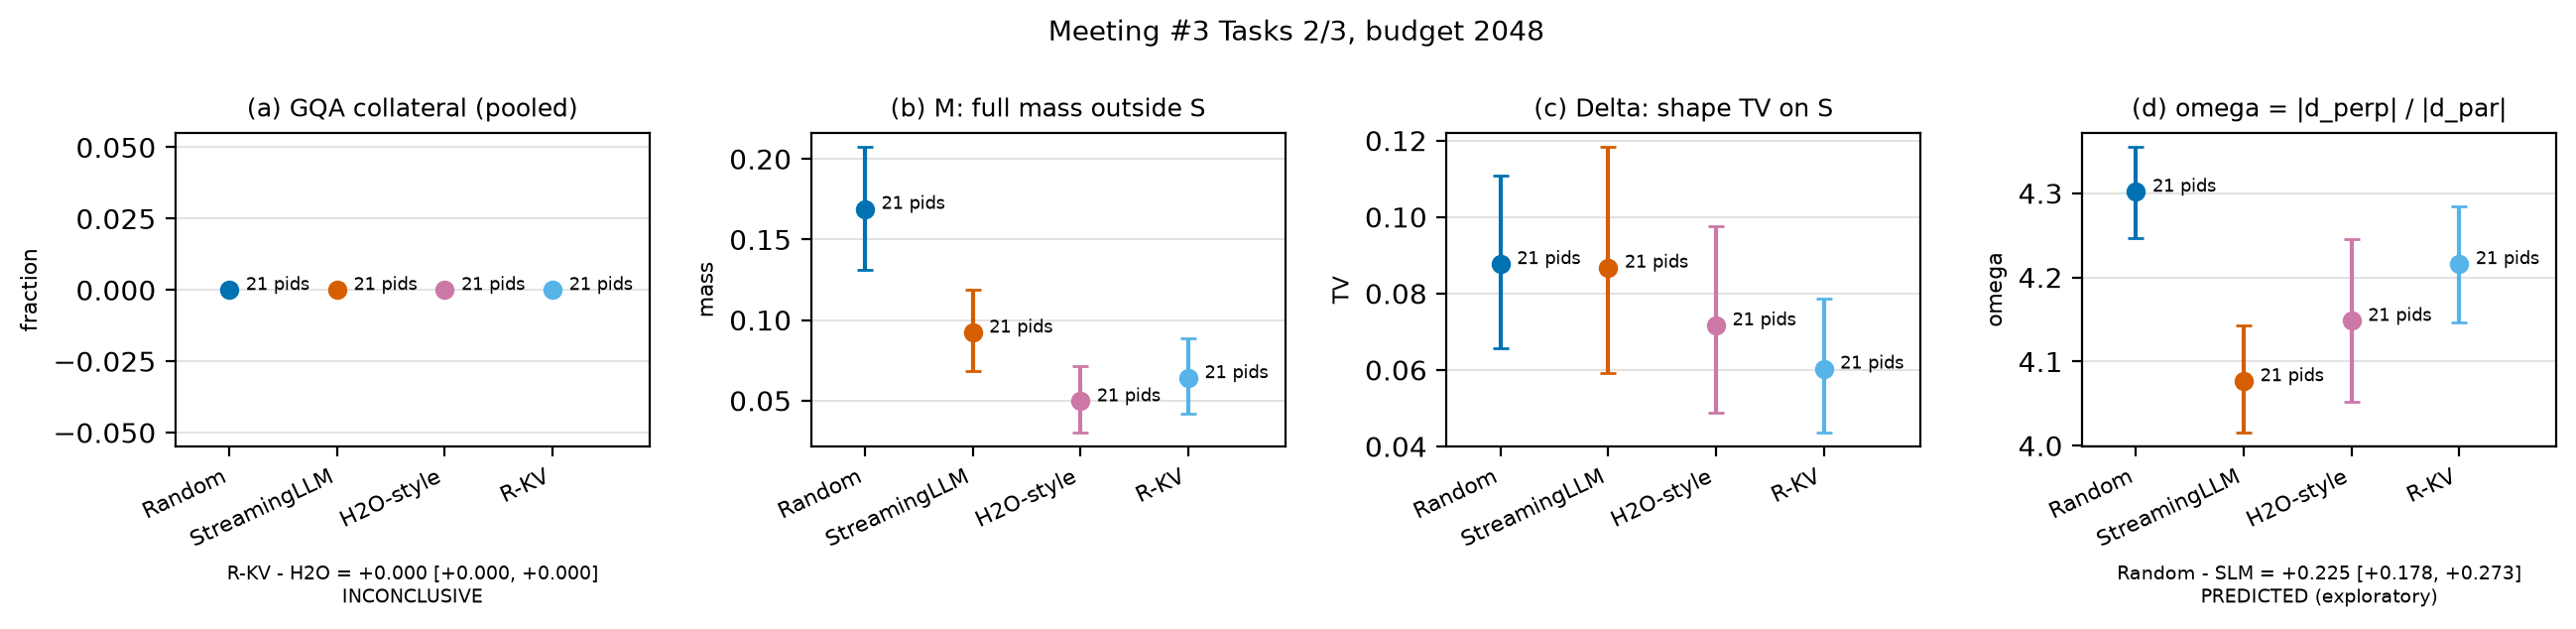 Meeting #3 Tasks 2/3, budget 2048
(a) GQA collateral (pooled)
fraction
0.050
0.025
0.000
−0.025
−0.050
21 pids
21 pids
21 pids
21 pids
Random
StreamingLLM
H2O-style
R-KV
R-KV - H2O = +0.000 [+0.000, +0.000]
INCONCLUSIVE
(b) M: full mass outside S
mass
0.20
0.15
0.10
0.05
21 pids
21 pids
21 pids
21 pids
Random
StreamingLLM
H2O-style
R-KV
(c) Delta: shape TV on S
TV
0.12
0.10
0.08
0.06
0.04
21 pids
21 pids
21 pids
21 pids
Random
StreamingLLM
H2O-style
R-KV
(d) omega = |d_perp| / |d_par|
omega
4.3
4.2
4.1
4.0
21 pids
21 pids
21 pids
21 pids
Random
StreamingLLM
H2O-style
R-KV
Random - SLM = +0.225 [+0.178, +0.273]
PREDICTED (exploratory)